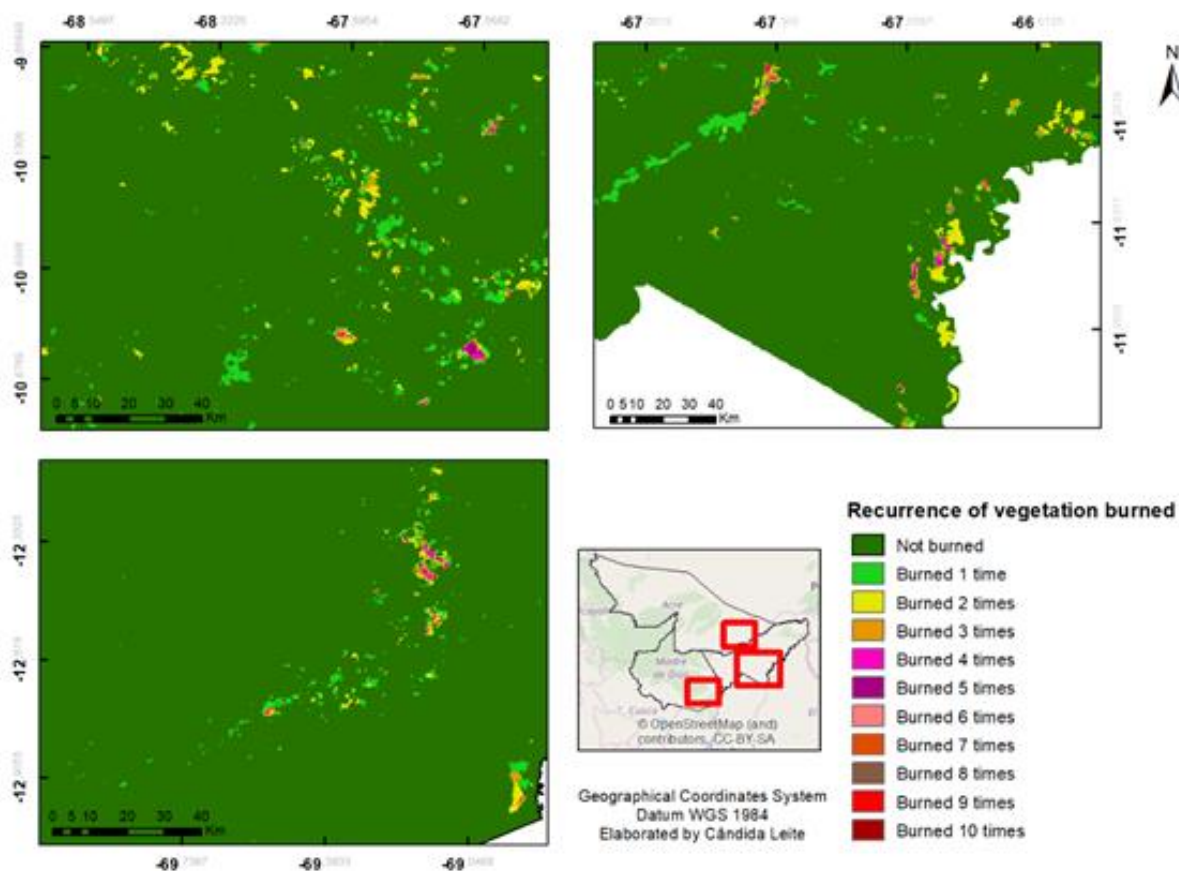 -68
-68
-67
-67
-67
-67
-67
-66
N
-9
-10
-10
-10
-11
-11
-11
0 5 10 20 30 40
Km
0 5 10 20 30 40
Km
-12
-12
-12
0 5 10 20 30 40
Km
-69
-69
-69
Acre
© OpenStreetMap (and)
contributors, CC-BY-SA
Geographical Coordinates System
Datum WGS 1984
Elaborated by Cândida Leite
Recurrence of vegetation burned
Not burned
Burned 1 time
Burned 2 times
Burned 3 times
Burned 4 times
Burned 5 times
Burned 6 times
Burned 7 times
Burned 8 times
Burned 9 times
Burned 10 times